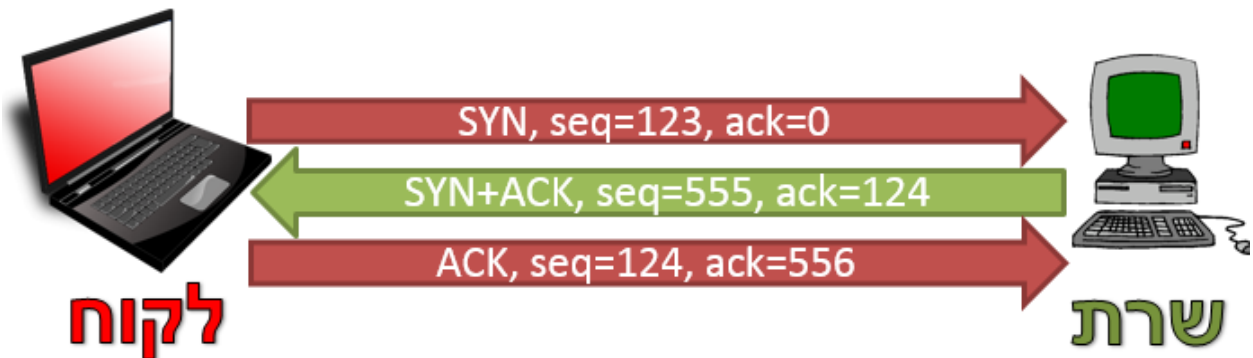 SYN, seq=123, ack=0
SYN+ACK, seq=555, ack=124
ACK, seq=124, ack=556
לקוח
שרת